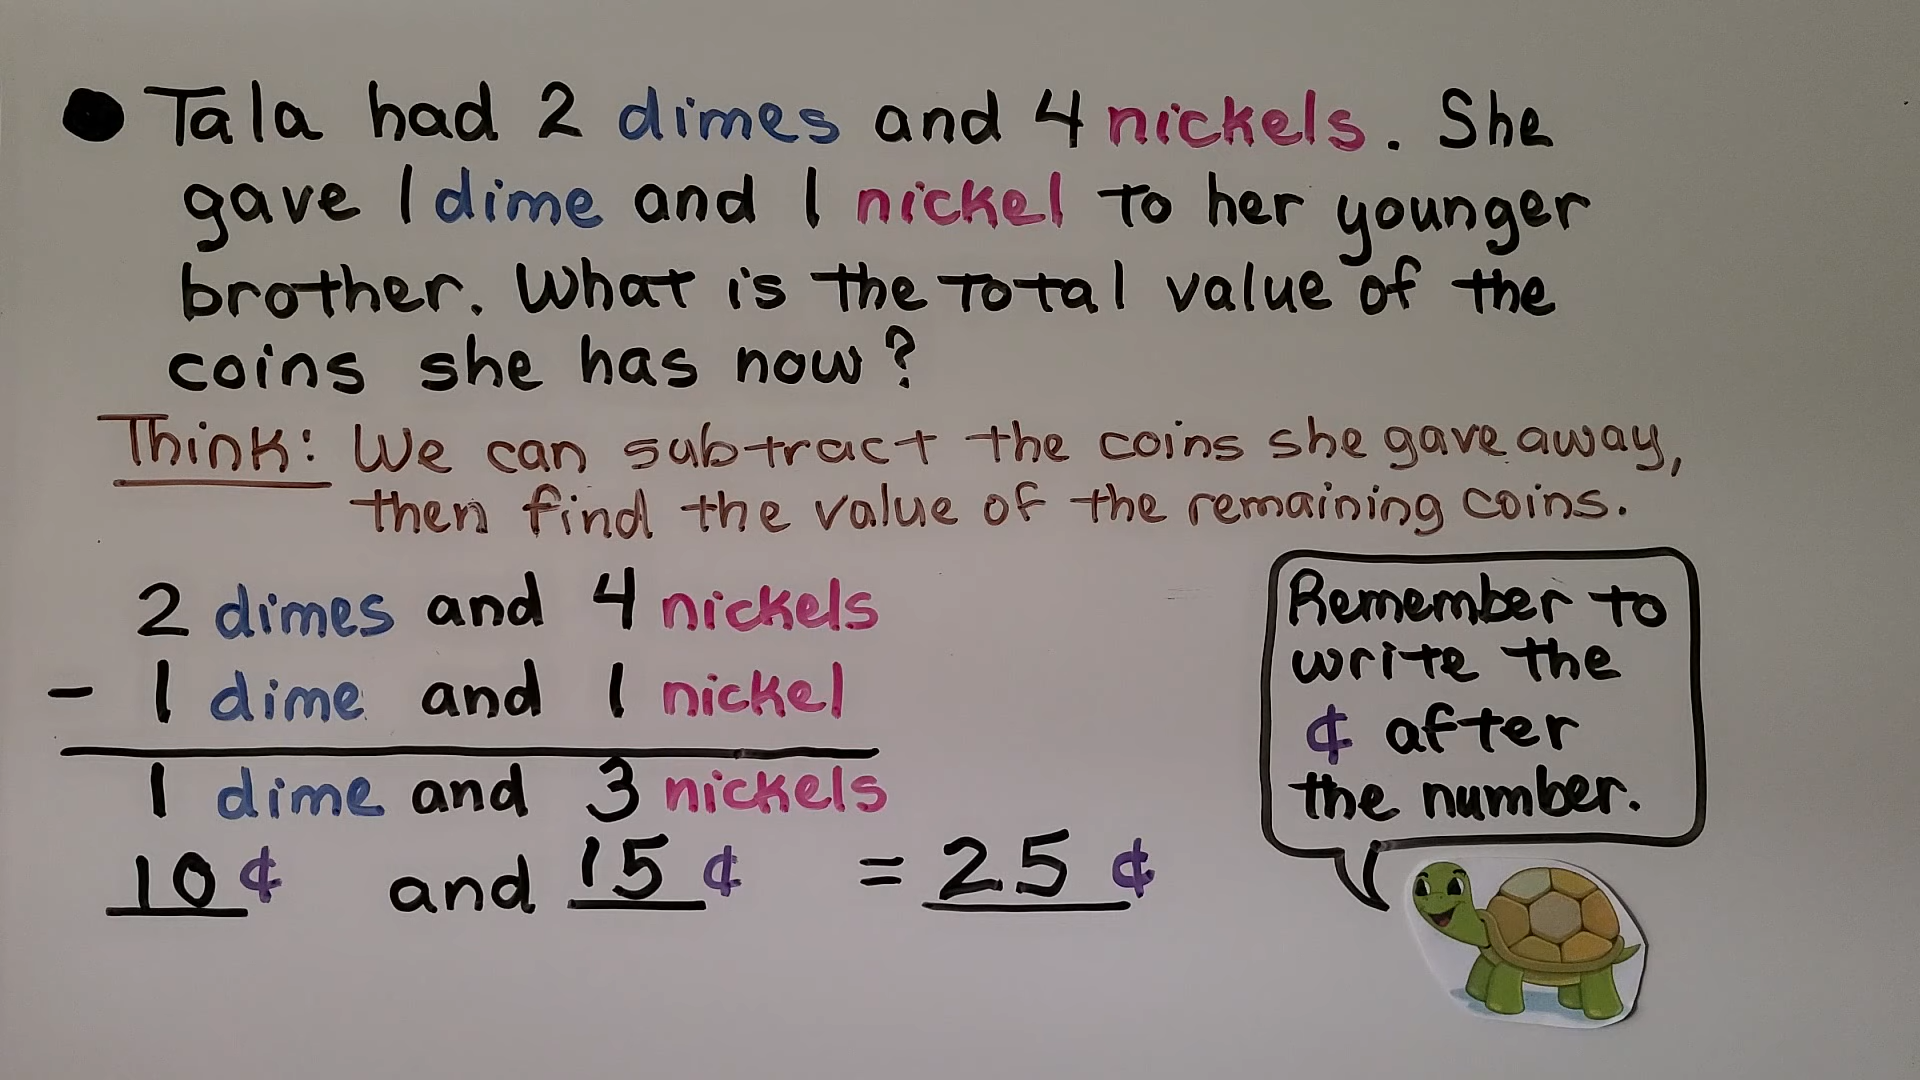 ● Tala had 2 dimes and 4 nickels. She
gave 1 dime and 1 nickel to her younger
brother. What is the total value of the
coins she has now?
Think: We can subtract the coins she gave away,
then find the value of the remaining coins.
2 dimes and 4 nickels
- 1 dime and 1 nickel
1 dime and 3 nickels
10¢ and 15¢ = 25¢
Remember to
write the
¢ after
the number.